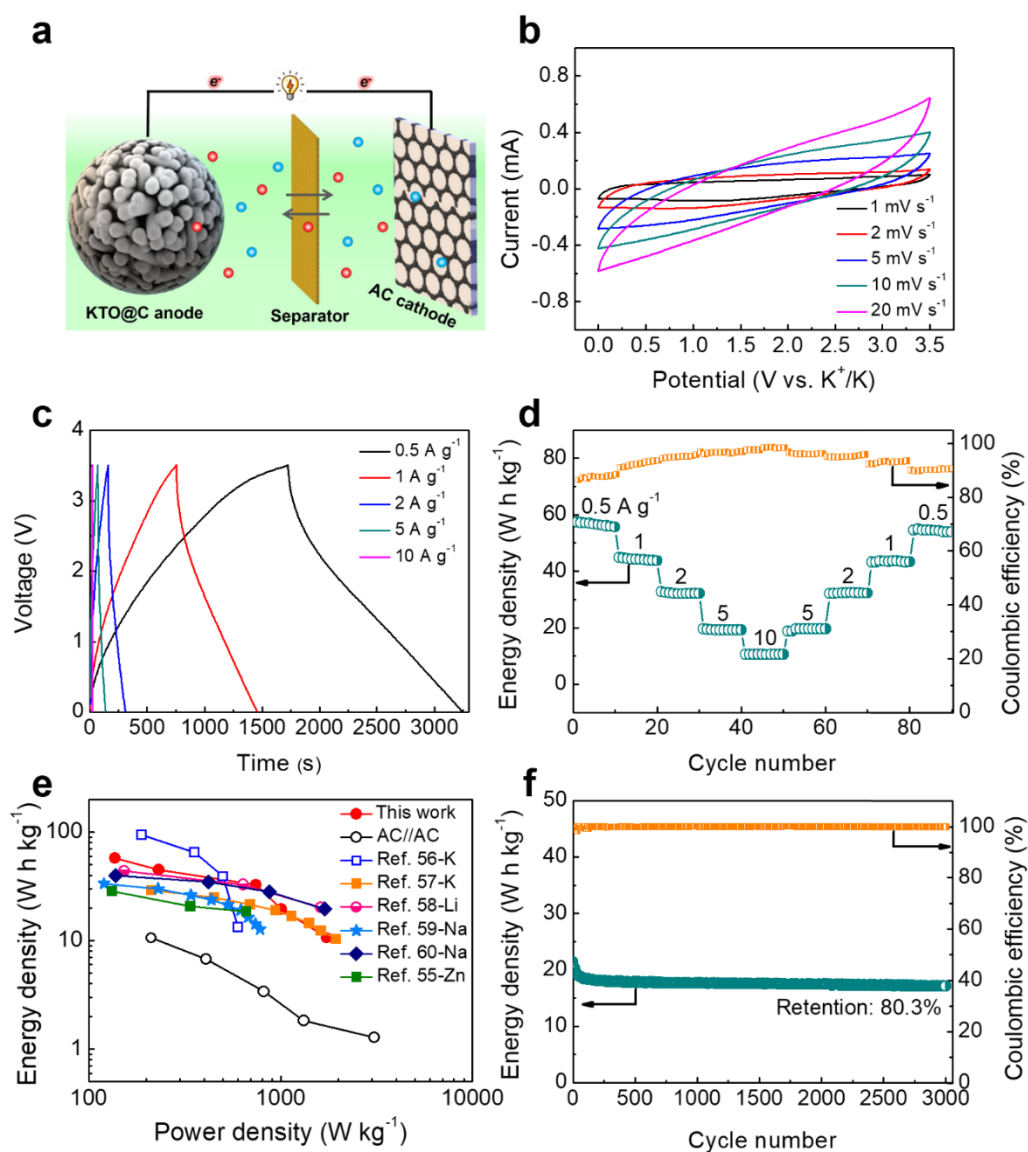 a
e-
e-
KTO@C anode
Separator
AC cathode
b
Current (mA)
0.8
0.4
0.0
-0.4
-0.8
1 mV s⁻¹
2 mV s⁻¹
5 mV s⁻¹
10 mV s⁻¹
20 mV s⁻¹
0.0 0.5 1.0 1.5 2.0 2.5 3.0 3.5
Potential (V vs. K⁺/K)
c
Voltage (V)
4
3
2
1
0
0.5 A g⁻¹
1 A g⁻¹
2 A g⁻¹
5 A g⁻¹
10 A g⁻¹
0 500 1000 1500 2000 2500 3000
Time (s)
d
Energy density (W h kg⁻¹)
80
70
60
50
40
30
20
10
0
0.5 A g⁻¹
1
2
5
10
5
2
1
0.5
100
80
60
40
20
0
Coulombic efficiency (%)
0 20 40 60 80
Cycle number
e
Energy density (W h kg⁻¹)
100
10
1
This work
AC//AC
Ref. 56-K
Ref. 57-K
Ref. 58-Li
Ref. 59-Na
Ref. 60-Na
Ref. 55-Zn
100 1000 10000
Power density (W kg⁻¹)
f
Energy density (W h kg⁻¹)
50
45
40
35
30
25
20
15
10
5
0
Retention: 80.3%
100
80
60
40
20
0
Coulombic efficiency (%)
0 500 1000 1500 2000 2500 3000
Cycle number